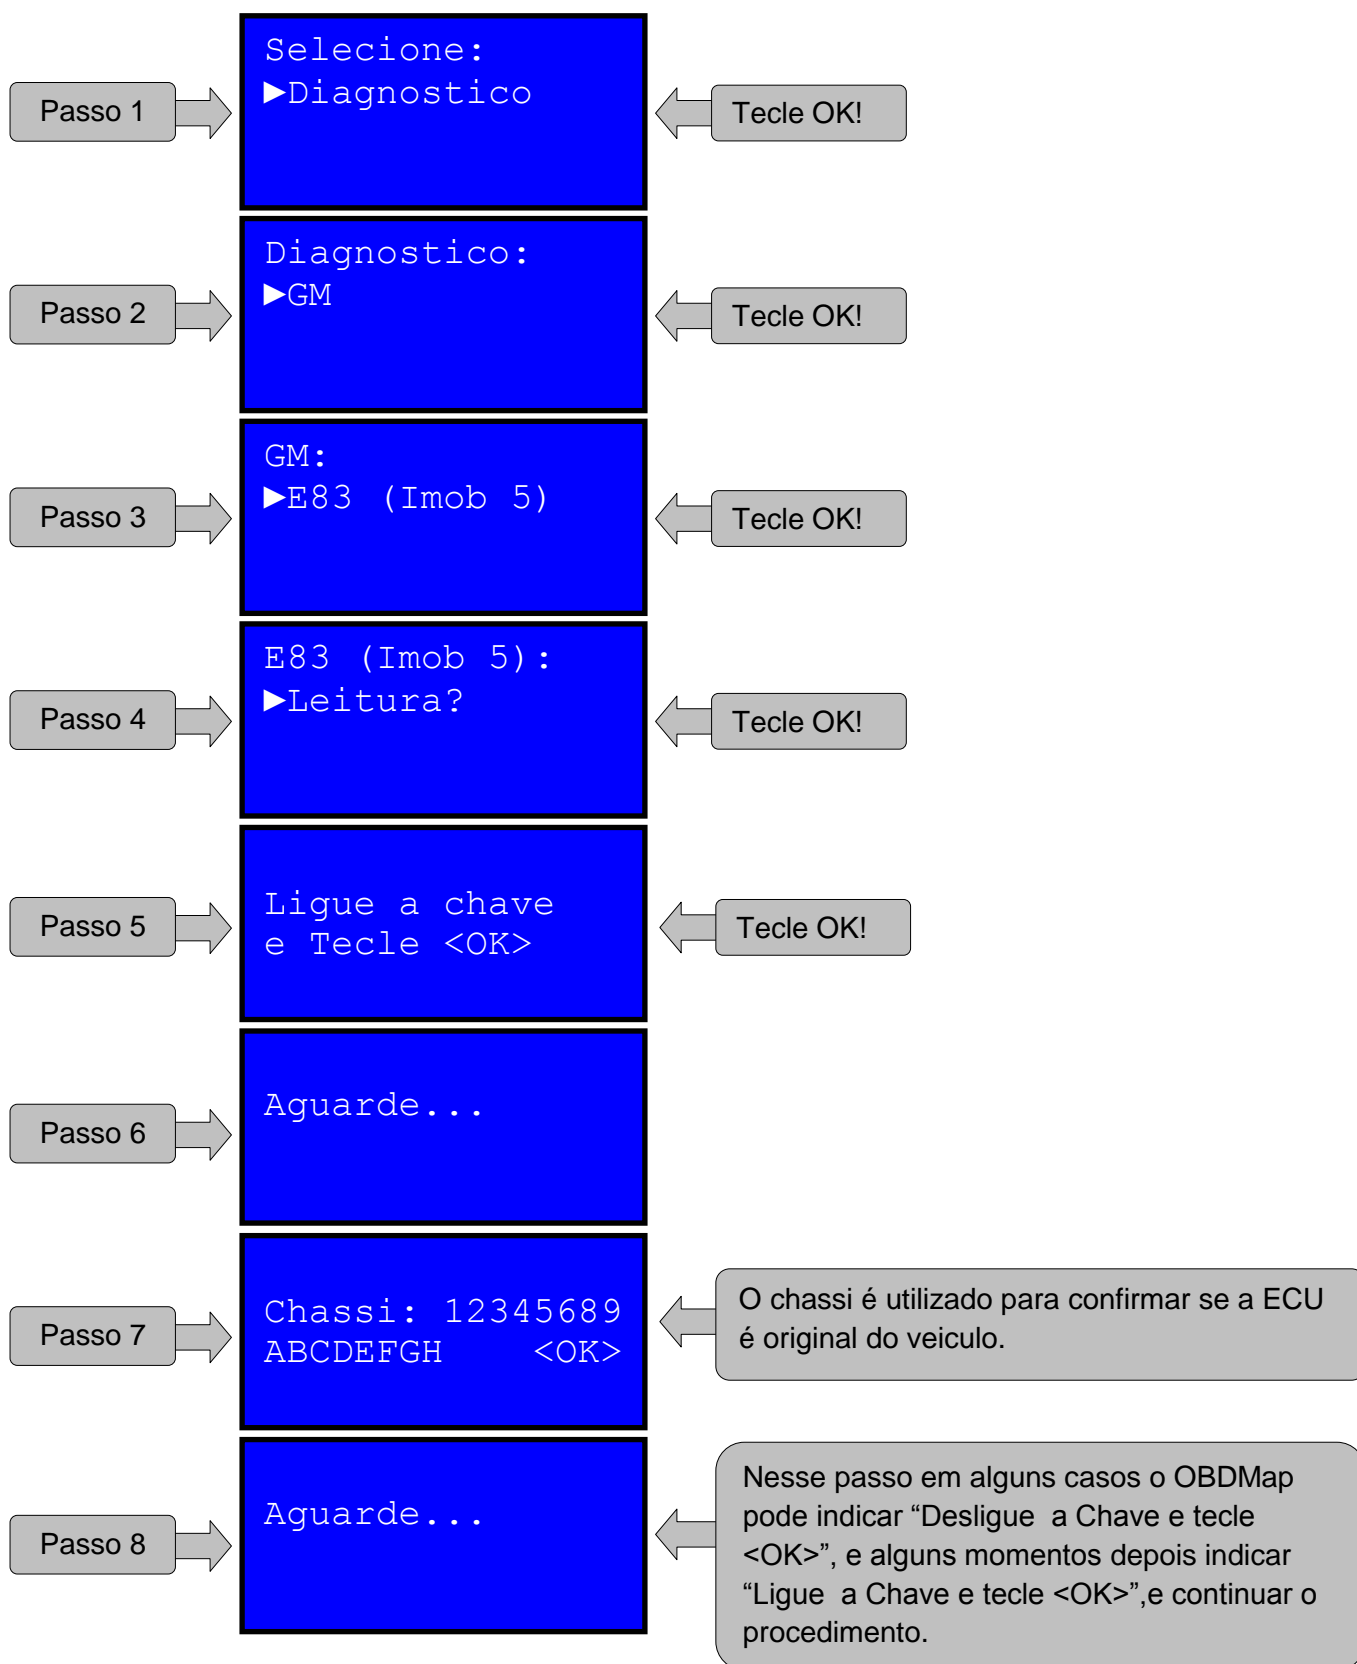 Passo 1
Selecione:
►Diagnostico
Tecle OK!
Passo 2
Diagnostico:
►GM
Tecle OK!
Passo 3
GM:
►E83 (Imob 5)
Tecle OK!
Passo 4
E83 (Imob 5):
►Leitura?
Tecle OK!
Passo 5
Ligue a chave
e Tecle <OK>
Tecle OK!
Passo 6
Aguarde...
Passo 7
Chassi: 12345689
ABCDEFGH <OK>
O chassi é utilizado para confirmar se a ECU
é original do veiculo.
Passo 8
Aguarde...
Nesse passo em alguns casos o OBDMap
pode indicar “Desligue a Chave e tecle
<OK>”, e alguns momentos depois indicar
“Ligue a Chave e tecle <OK>”,e continuar o
procedimento.